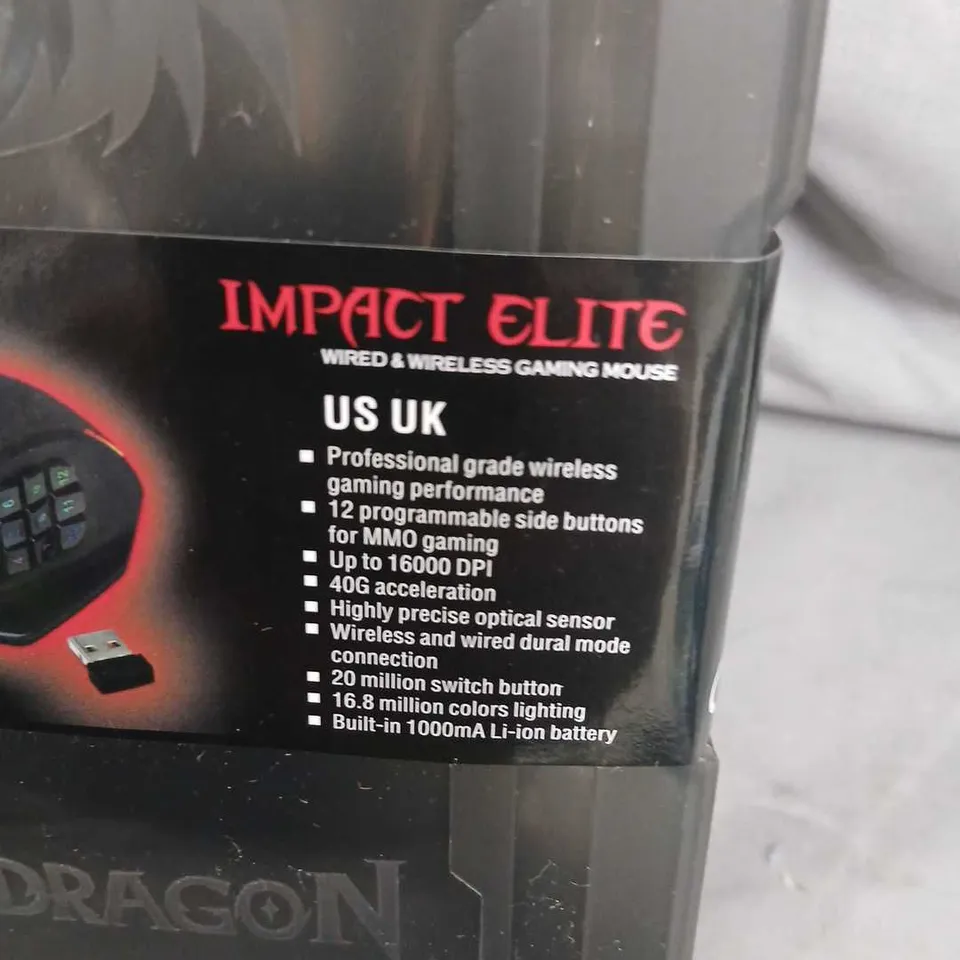 IMPACT ELITE
WIRED & WIRELESS GAMING MOUSE
US UK
Professional grade wireless
gaming performance
12 programmable side buttons
for MMO gaming
Up to 16000 DPI
40G acceleration
Highly precise optical sensor
Wireless and wired dural mode
connection
20 million switch button
16.8 million colors lighting
Built-in 1000mA Li-ion battery
DRAGON